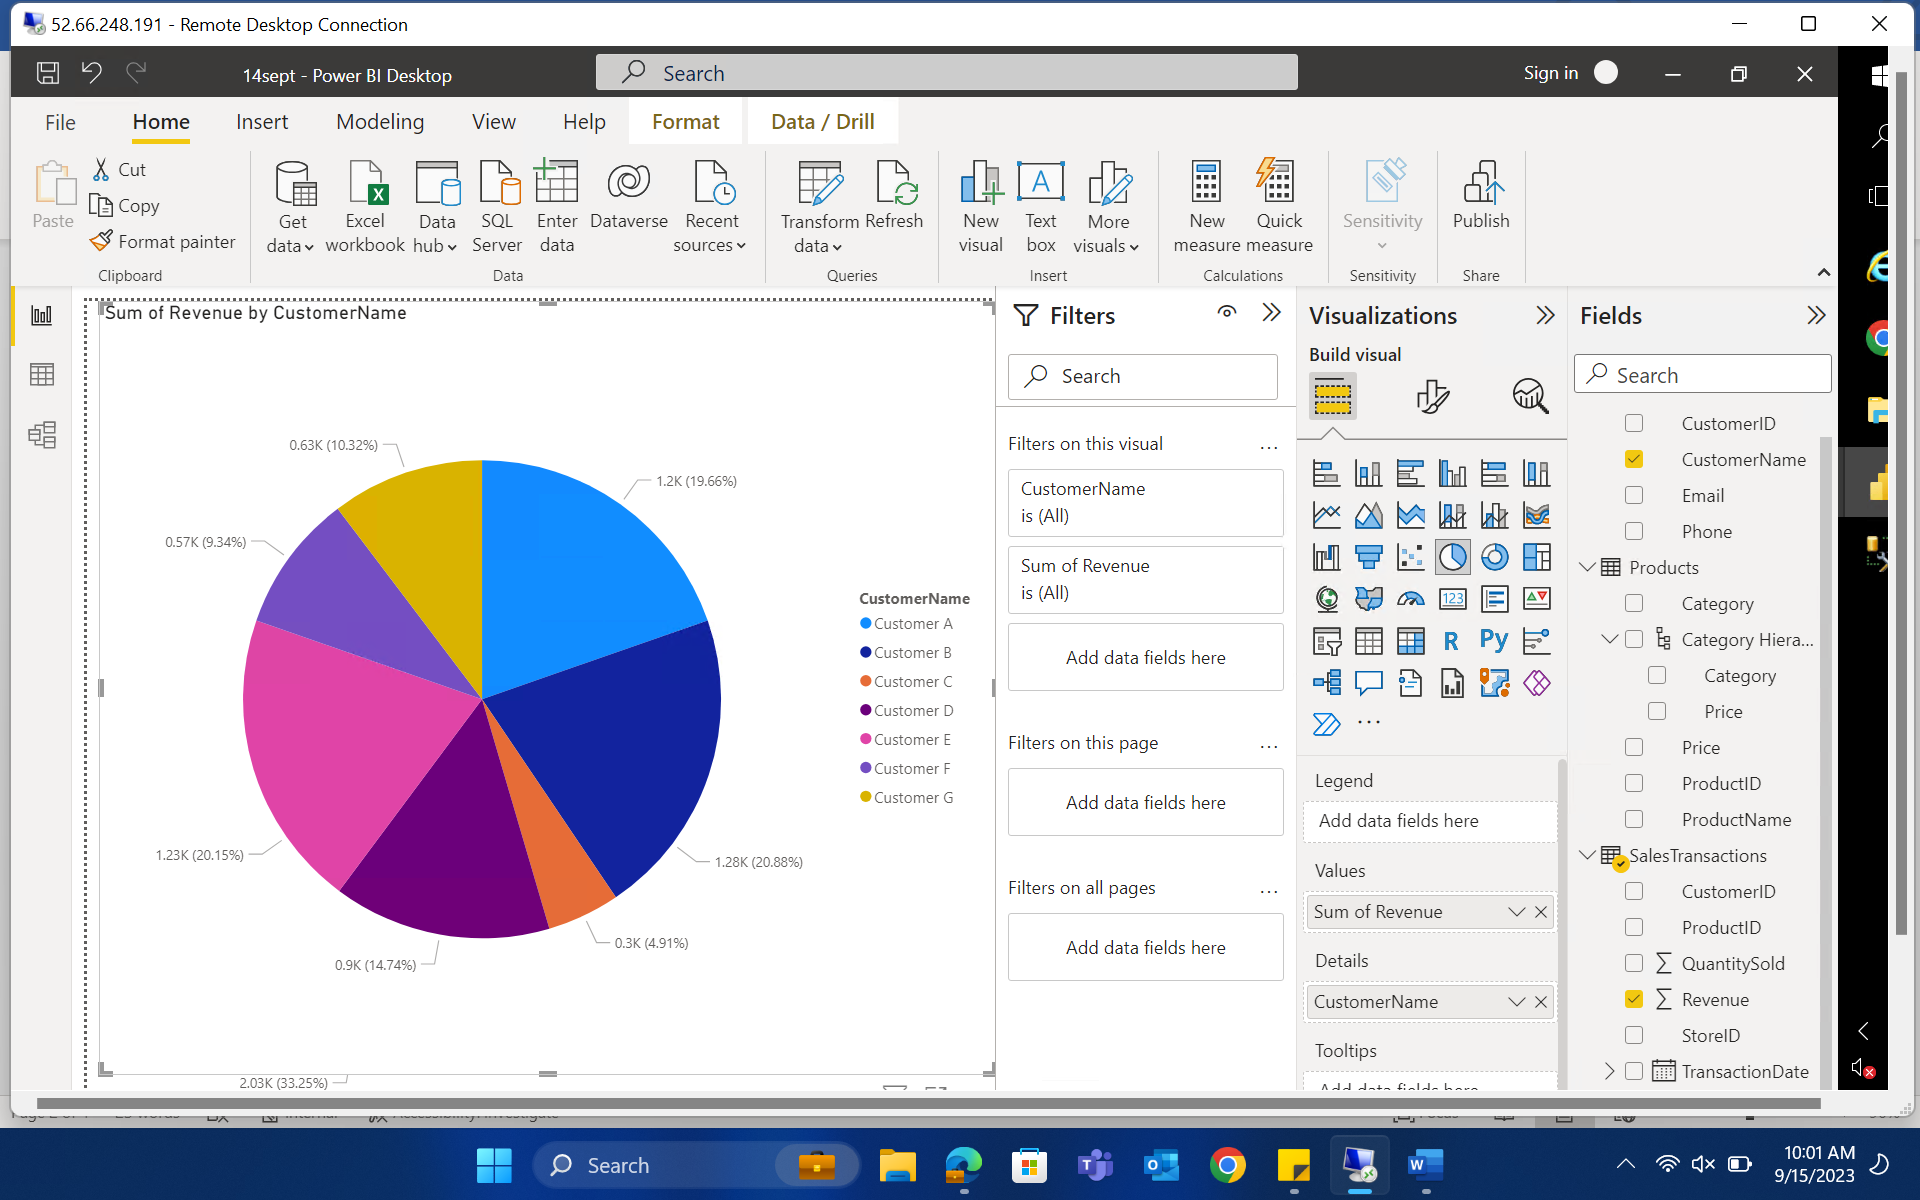 52.66.248.191 - Remote Desktop Connection
14sept - Power BI Desktop
Search
Sign in
File
Home
Insert
Modeling
View
Help
Format
Data / Drill
Paste
Cut
Copy
Format painter
Clipboard
Get data
Excel workbook
Data hub
SQL Server
Enter data
Dataverse
Recent sources
Data
Transform data
Refresh
Queries
New visual
Text box
More visuals
Insert
New measure
Quick measure
Calculations
Sensitivity
Sensitivity
Publish
Share
Sum of Revenue by CustomerName
0.63K (10.32%)
1.2K (19.66%)
0.57K (9.34%)
1.23K (20.15%)
1.28K (20.88%)
0.3K (4.91%)
0.9K (14.74%)
CustomerName
Customer A
Customer B
Customer C
Customer D
Customer E
Customer F
Customer G
2.03K (33.25%)
Filters
Search
Filters on this visual
CustomerName
is (All)
Sum of Revenue
is (All)
Add data fields here
Filters on this page
Add data fields here
Filters on all pages
Add data fields here
Visualizations
Build visual
123
R
Py
Legend
Add data fields here
Values
Sum of Revenue
Details
CustomerName
Tooltips
Add data fields here
Fields
Search
CustomerID
CustomerName
Email
Phone
Products
Category
Category Hiera...
Category
Price
Price
ProductID
ProductName
SalesTransactions
CustomerID
ProductID
QuantitySold
Revenue
StoreID
TransactionDate
Search
10:01 AM
9/15/2023